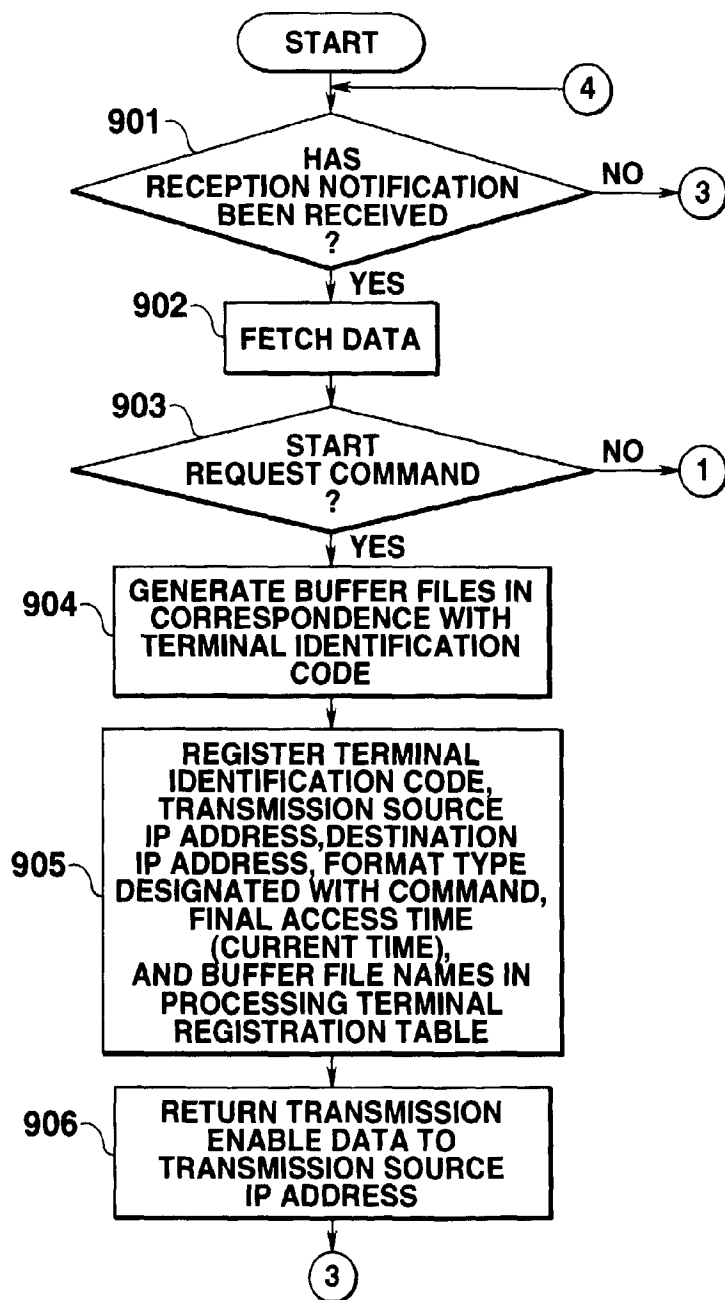 START
4
901
HAS
RECEPTION NOTIFICATION
BEEN RECEIVED
?
NO
3
YES
902
FETCH DATA
903
START
REQUEST COMMAND
?
NO
1
YES
904
GENERATE BUFFER FILES IN
CORRESPONDENCE WITH
TERMINAL IDENTIFICATION
CODE
905
REGISTER TERMINAL
IDENTIFICATION CODE,
TRANSMISSION SOURCE
IP ADDRESS,DESTINATION
IP ADDRESS, FORMAT TYPE
DESIGNATED WITH COMMAND,
FINAL ACCESS TIME
(CURRENT TIME),
AND BUFFER FILE NAMES IN
PROCESSING TERMINAL
REGISTRATION TABLE
906
RETURN TRANSMISSION
ENABLE DATA TO
TRANSMISSION SOURCE
IP ADDRESS
3